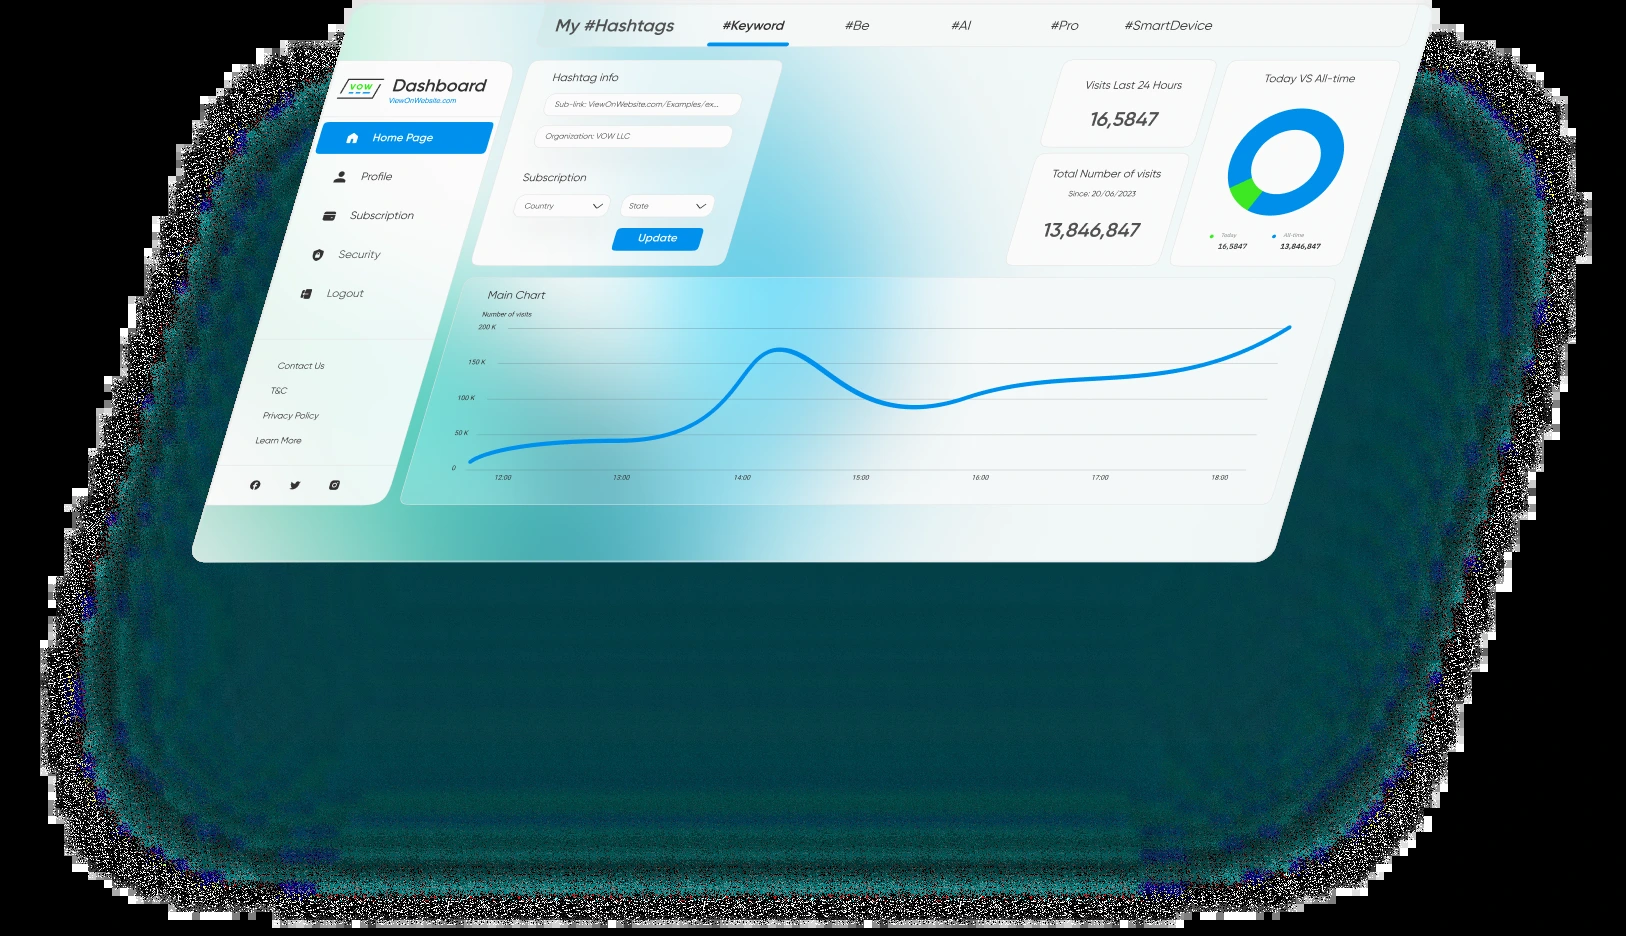 My #Hashtags
#Keyword
#Be
#AI
#Pro
#SmartDevice
VOW
Dashboard
ViewOnWebsite.com
Home Page
Profile
Subscription
Security
Logout
Contact Us
T&C
Privacy Policy
Learn More
Hashtag info
Sub-link: ViewOnWebsite.com/Examples/ex...
Organization: VOW LLC
Subscription
Country
State
Update
Visits Last 24 Hours
16,5847
Total Number of visits
Since: 20/06/2023
13,846,847
Today VS All-time
Today
16,5847
All-time
13,846,847
Main Chart
Number of visits
200 K
150 K
100 K
50 K
0
12:00
13:00
14:00
15:00
16:00
17:00
18:00